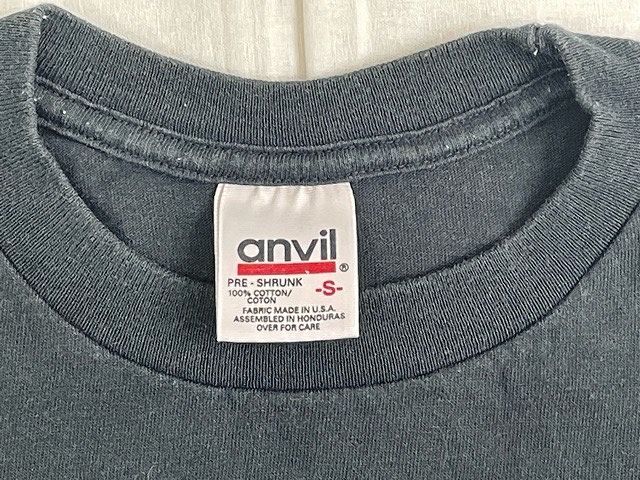 anvil®
PRE - SHRUNK
100% COTTON/
COTON
-S-
FABRIC MADE IN U.S.A.
ASSEMBLED IN HONDURAS
OVER FOR CARE